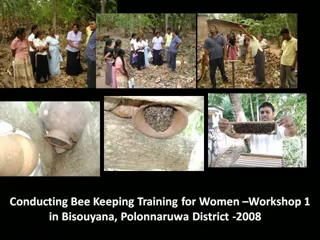 Conducting Bee Keeping Training for Women –Workshop 1
in Bisouyana, Polonnaruwa District -2008